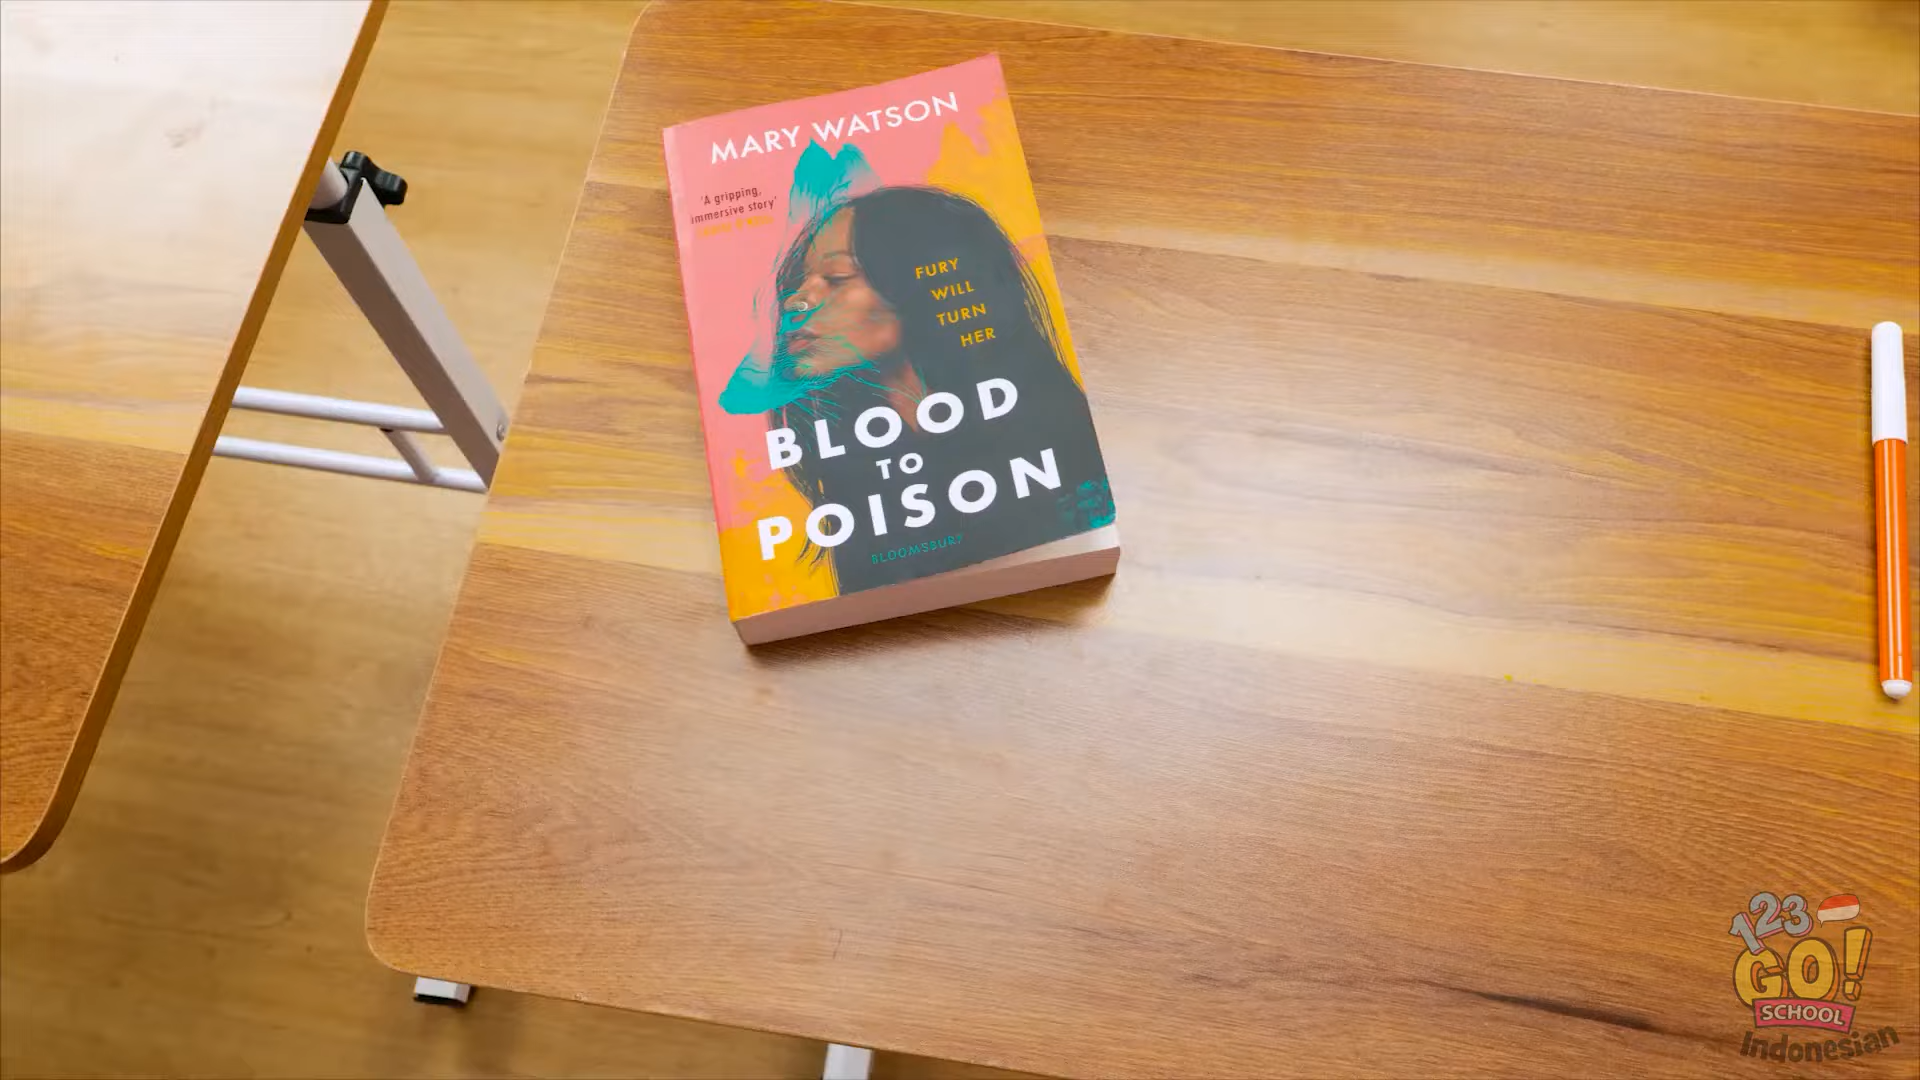 MARY WATSON
'A gripping,
immersive story'
FURY
WILL
TURN
HER
BLOOD
TO
POISON
BLOOMSBURY
123
GO!
SCHOOL
Indonesian